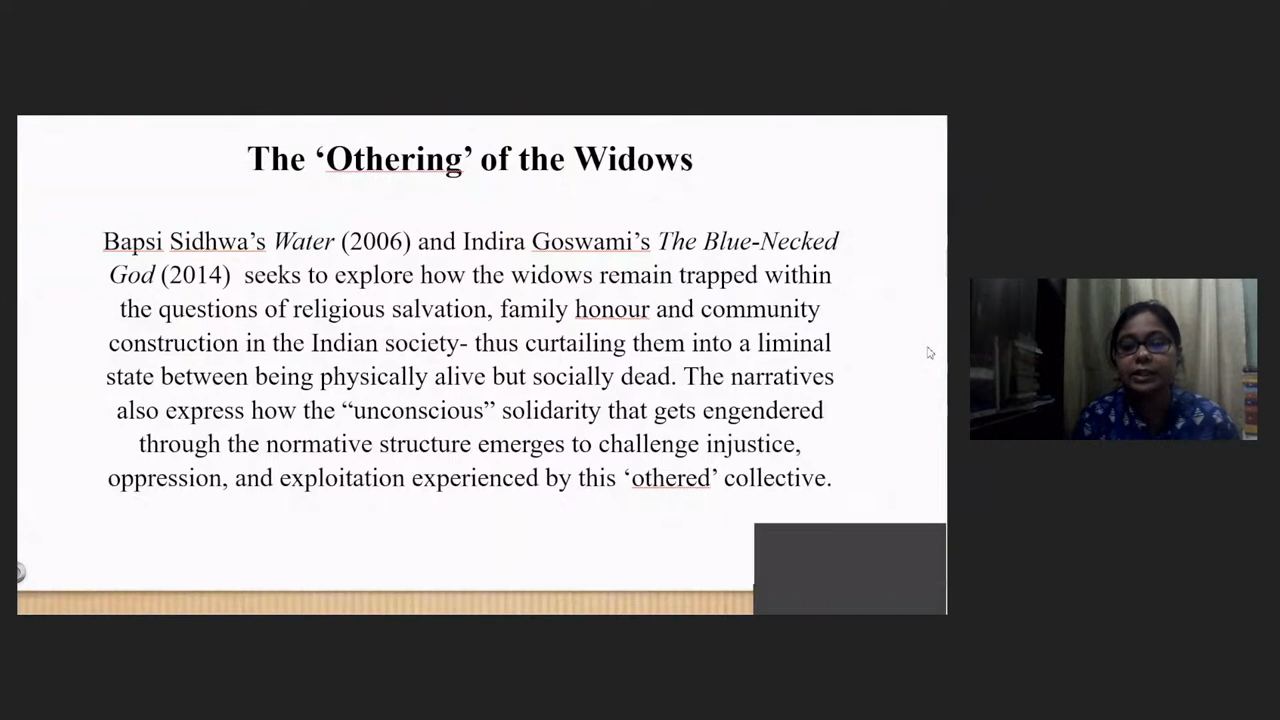 The ‘Othering’ of the Widows
Bapsi Sidhwa’s Water (2006) and Indira Goswami’s The Blue-Necked
God (2014) seeks to explore how the widows remain trapped within
the questions of religious salvation, family honour and community
construction in the Indian society- thus curtailing them into a liminal
state between being physically alive but socially dead. The narratives
also express how the “unconscious” solidarity that gets engendered
through the normative structure emerges to challenge injustice,
oppression, and exploitation experienced by this ‘othered’ collective.